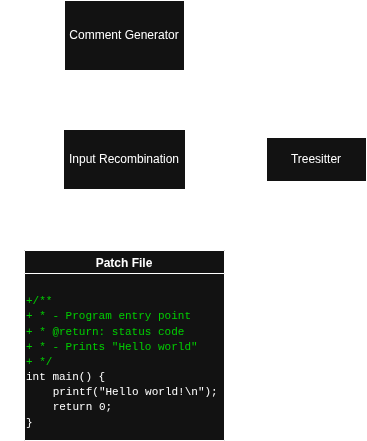 Comment Generator
Input Recombination
Treesitter
Patch File
+/**
+ * - Program entry point
+ * @return: status code
+ * - Prints "Hello world"
+ */
int main() {
    printf("Hello world!\n");
    return 0;
}